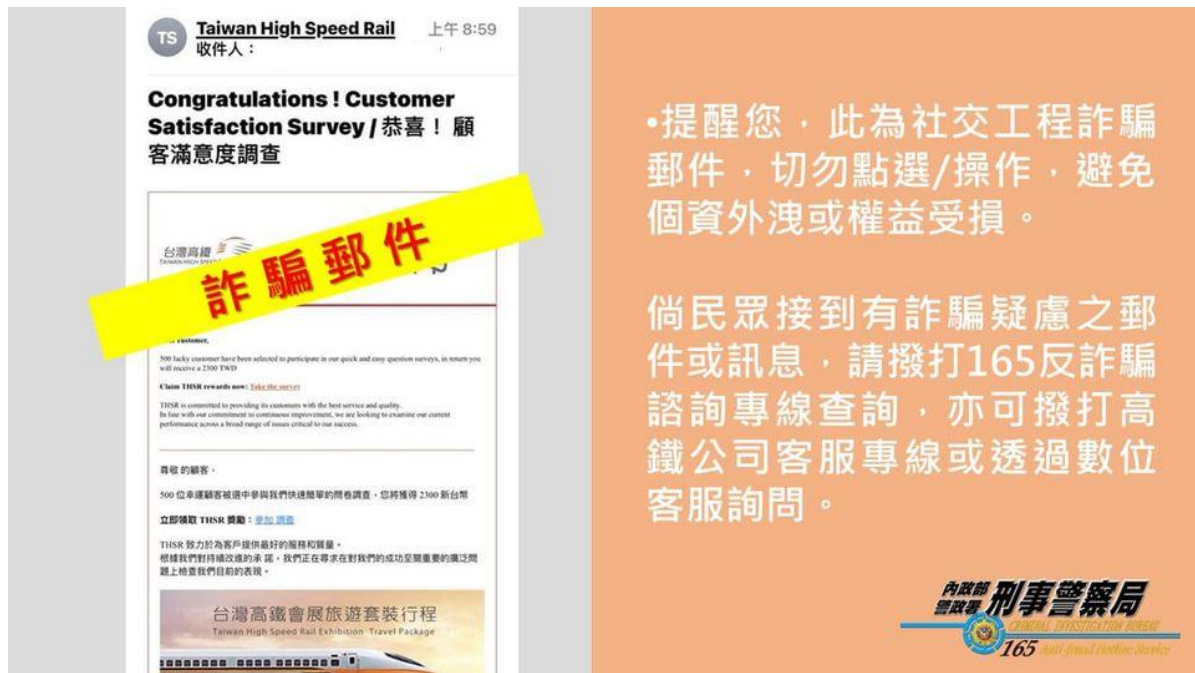 TS
Taiwan High Speed Rail
上午 8:59
收件人：
Congratulations ! Customer
Satisfaction Survey / 恭喜！ 顧
客滿意度調查
台灣高鐵
詐騙郵件
customer,
500 lucky customer have been selected to participate in our quick and easy question surveys, in return you
will receive a 2300 TWD
Claim THSR rewards now: Take the survey
THSR is committed to providing its customers with the best service and quality.
In line with our commitment to continuous improvement, we are looking to examine our current
performance across a broad range of issues critical to our success.
尊敬 的顧客，
500 位幸運顧客被選中參與我們快速簡單的問卷調查，您將獲得 2300 新台幣
立即領取 THSR 獎勵：參加 調查
THSR 致力於為客戶提供最好的服務和質量。
根據我們對持續改進的承 諾，我們正在尋求在對我們的成功至關重要的廣泛問
題上檢查我們目前的表現。
台灣高鐵會展旅遊套裝行程
Taiwan High Speed Rail Exhibition Travel Package
•提醒您，此為社交工程詐騙
郵件，切勿點選/操作，避免
個資外洩或權益受損。
倘民眾接到有詐騙疑慮之郵
件或訊息，請撥打165反詐騙
諮詢專線查詢，亦可撥打高
鐵公司客服專線或透過數位
客服詢問。
內政部
警政署
刑事警察局
CRIMINAL INVESTIGATION BUREAU
165 Anti-fraud Hotline Service